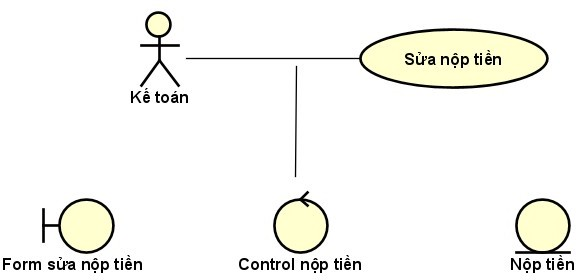 Sửa nộp tiền
Kế toán
Form sửa nộp tiền
Control nộp tiền
Nộp tiền